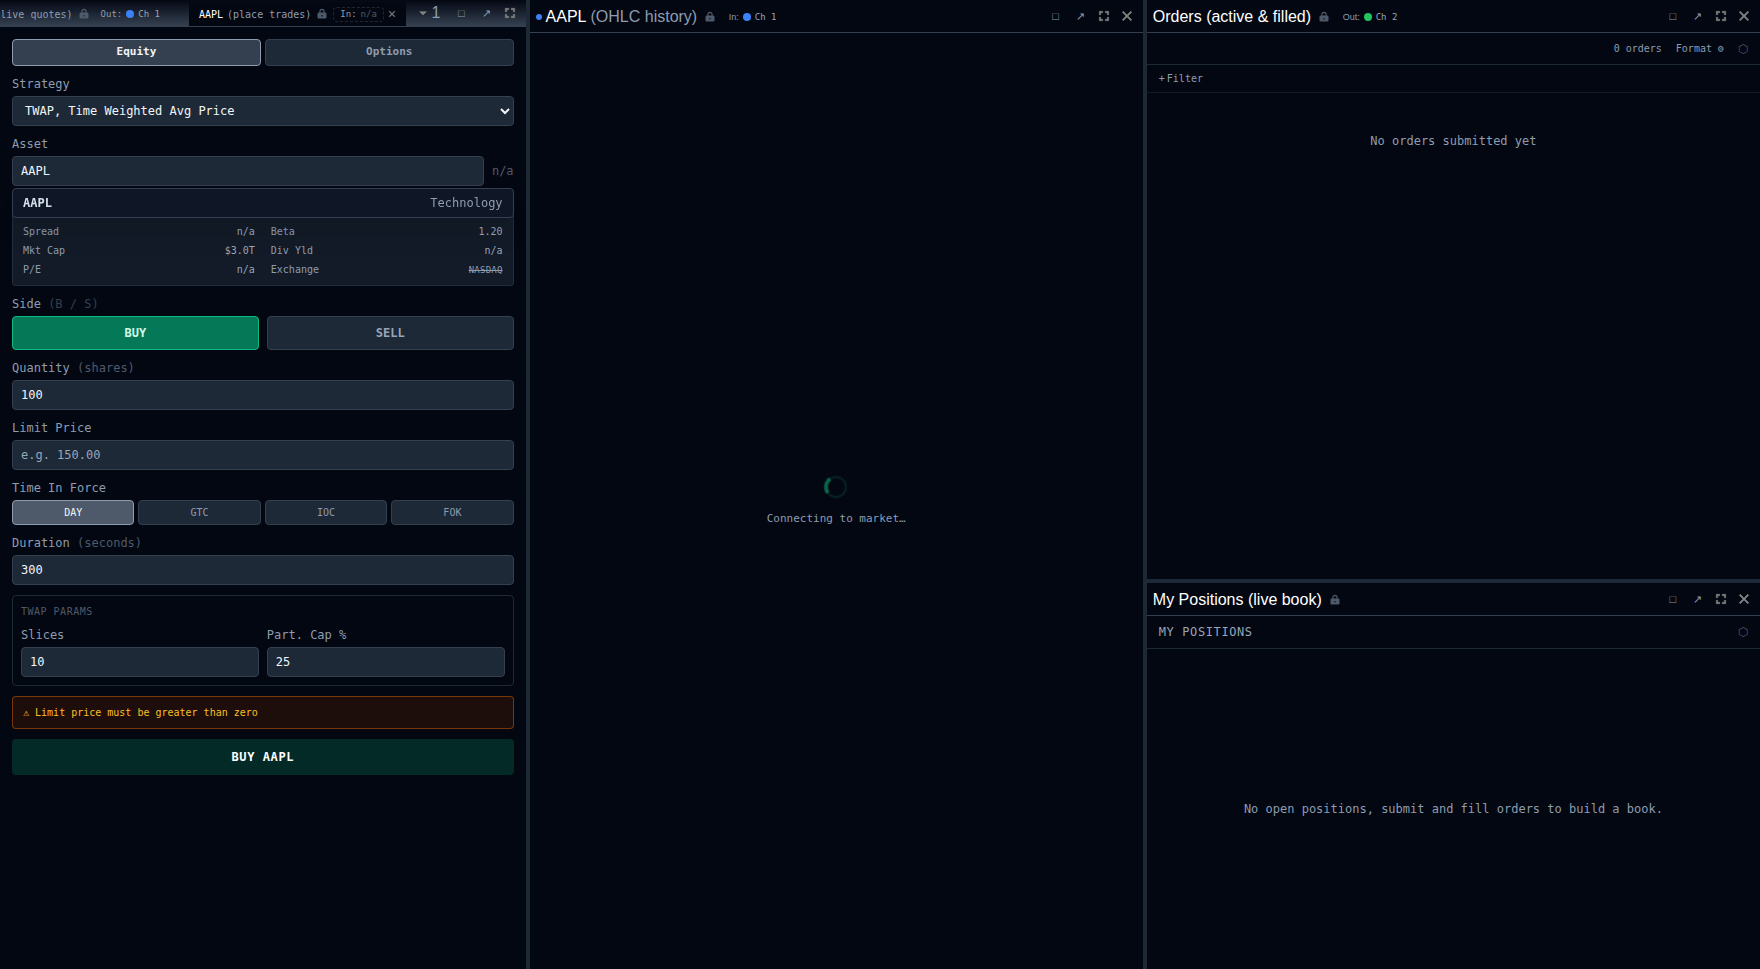 live quotes) Out: Ch 1 AAPL (place trades) In: n/a × 1
Equity Options
Strategy
TWAP, Time Weighted Avg Price
Asset
AAPL n/a
AAPL Technology
Spread n/a Beta 1.20
Mkt Cap $3.0T Div Yld n/a
P/E n/a Exchange NASDAQ
Side (B / S)
BUY SELL
Quantity (shares)
100
Limit Price
e.g. 150.00
Time In Force
DAY GTC IOC FOK
Duration (seconds)
300
TWAP PARAMS
Slices Part. Cap %
10 25
⚠ Limit price must be greater than zero
BUY AAPL
AAPL (OHLC history) In: Ch 1
Connecting to market…
Orders (active & filled) Out: Ch 2
0 orders Format
+Filter
No orders submitted yet
My Positions (live book)
MY POSITIONS
No open positions, submit and fill orders to build a book.